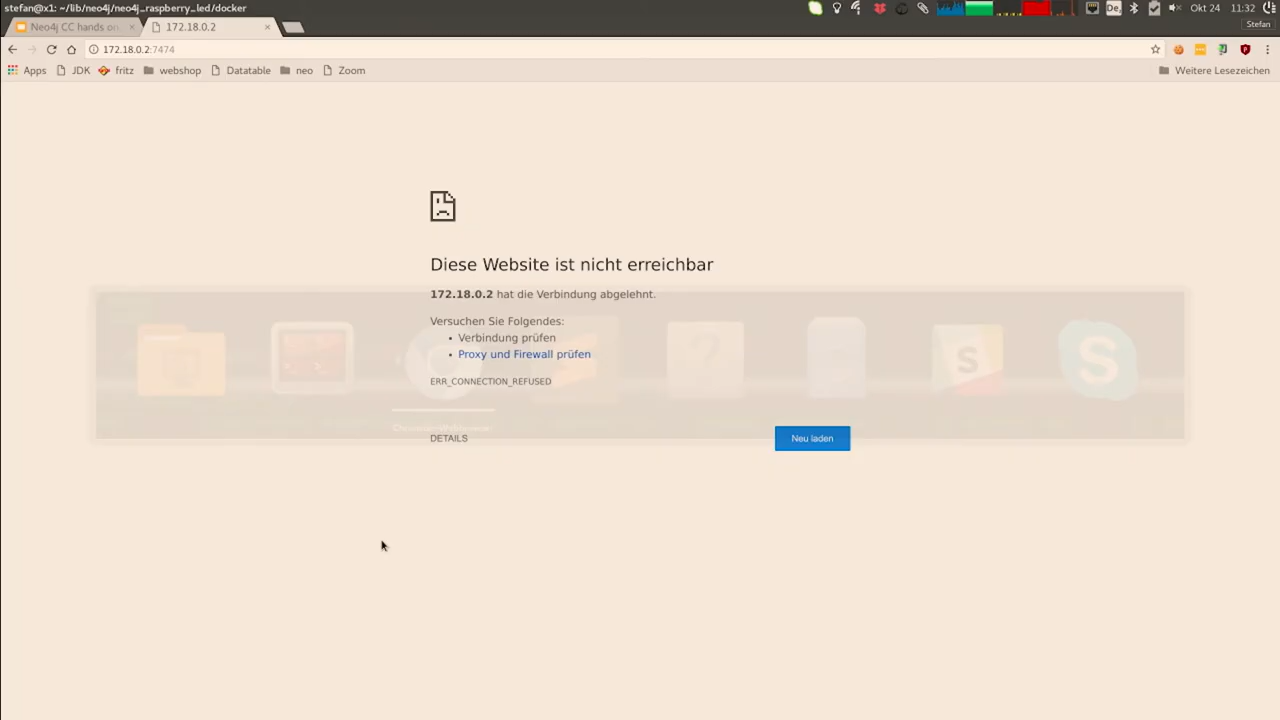 stefan@x1: ~/lib/neo4j/neo4j_raspberry_led/docker
De
Okt 24 11:32
Neo4j CC hands on
172.18.0.2
Stefan
172.18.0.2:7474
Apps
JDK
fritz
webshop
Datatable
neo
Zoom
Weitere Lesezeichen
Diese Website ist nicht erreichbar
172.18.0.2 hat die Verbindung abgelehnt.
Versuchen Sie Folgendes:
• Verbindung prüfen
• Proxy und Firewall prüfen
ERR_CONNECTION_REFUSED
DETAILS
Neu laden